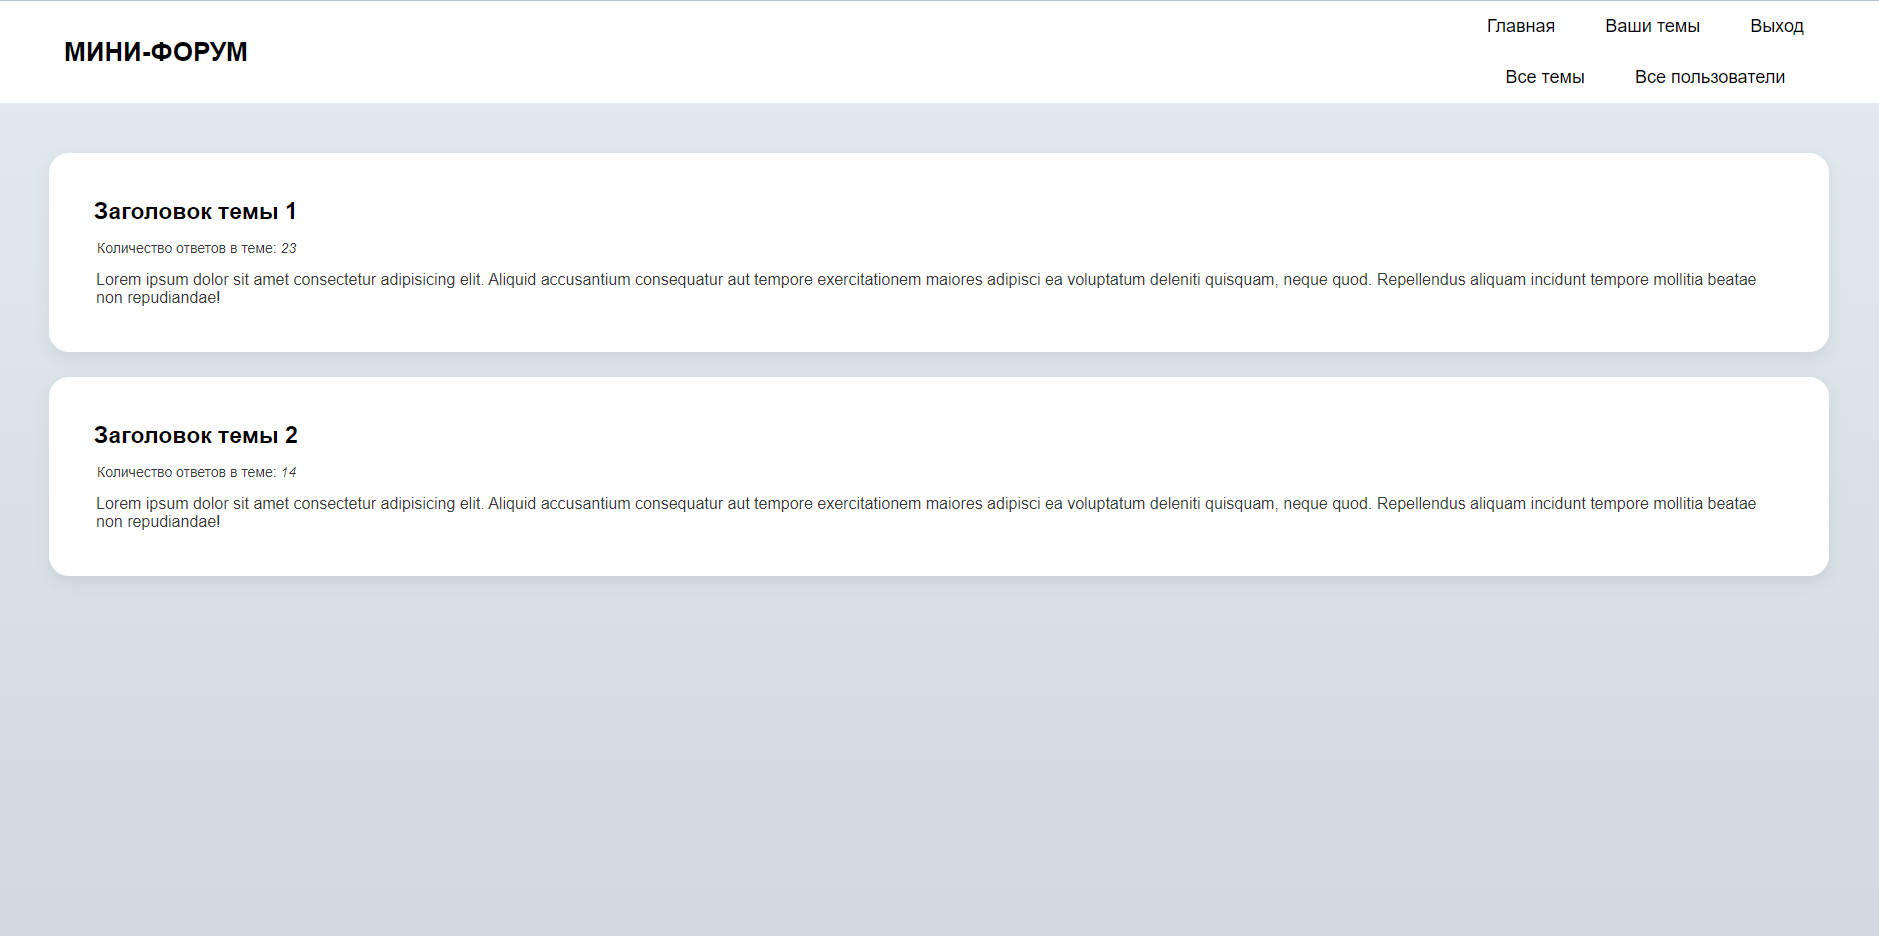 МИНИ-ФОРУМ
Главная Ваши темы Выход
Все темы Все пользователи
Заголовок темы 1
Количество ответов в теме: 23
Lorem ipsum dolor sit amet consectetur adipisicing elit. Aliquid accusantium consequatur aut tempore exercitationem maiores adipisci ea voluptatum deleniti quisquam, neque quod. Repellendus aliquam incidunt tempore mollitia beatae
non repudiandae!
Заголовок темы 2
Количество ответов в теме: 14
Lorem ipsum dolor sit amet consectetur adipisicing elit. Aliquid accusantium consequatur aut tempore exercitationem maiores adipisci ea voluptatum deleniti quisquam, neque quod. Repellendus aliquam incidunt tempore mollitia beatae
non repudiandae!